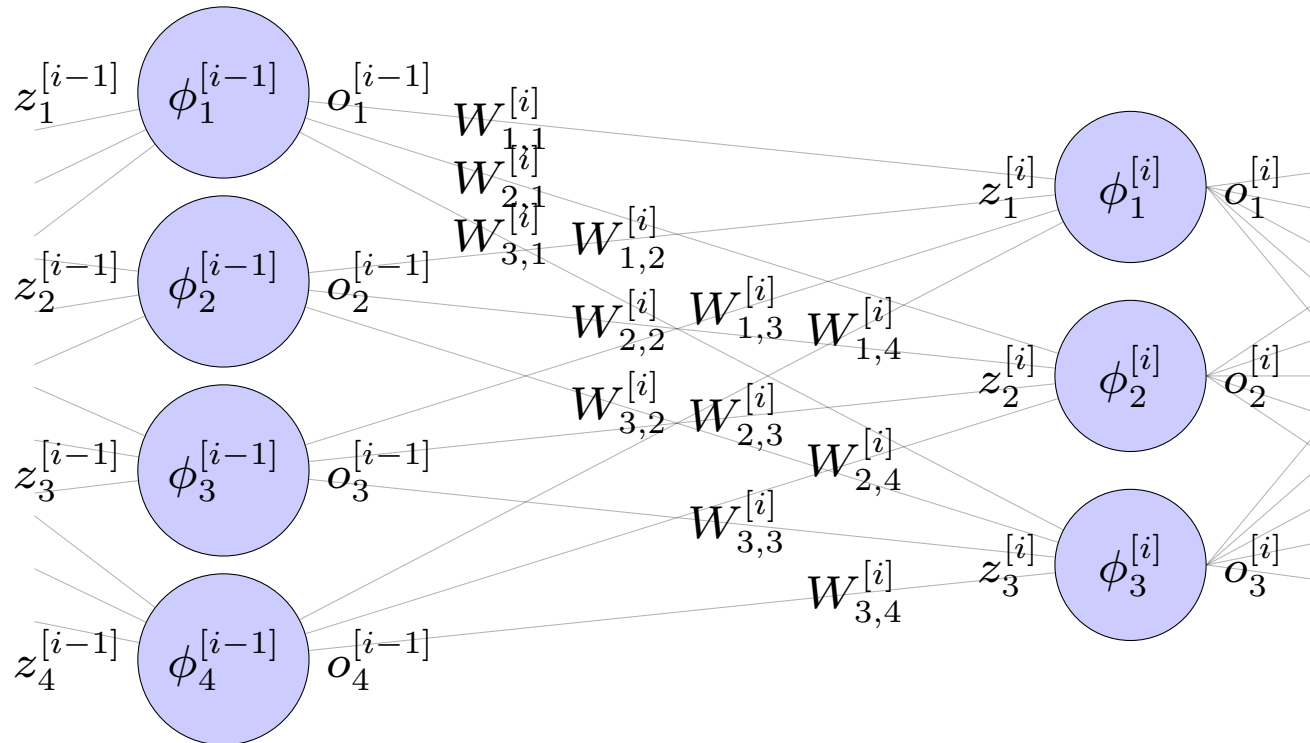 z_1^{[i-1]} ϕ_1^{[i-1]} o_1^{[i-1]}
W_{1,1}^{[i]}
W_{2,1}^{[i]}
W_{3,1}^{[i]}
z_2^{[i-1]} ϕ_2^{[i-1]} o_2^{[i-1]}
W_{1,2}^{[i]}
W_{2,2}^{[i]}
W_{3,2}^{[i]}
z_3^{[i-1]} ϕ_3^{[i-1]} o_3^{[i-1]}
W_{1,3}^{[i]}
W_{2,3}^{[i]}
W_{3,3}^{[i]}
z_4^{[i-1]} ϕ_4^{[i-1]} o_4^{[i-1]}
W_{1,4}^{[i]}
W_{2,4}^{[i]}
W_{3,4}^{[i]}
z_1^{[i]} ϕ_1^{[i]} o_1^{[i]}
z_2^{[i]} ϕ_2^{[i]} o_2^{[i]}
z_3^{[i]} ϕ_3^{[i]} o_3^{[i]}